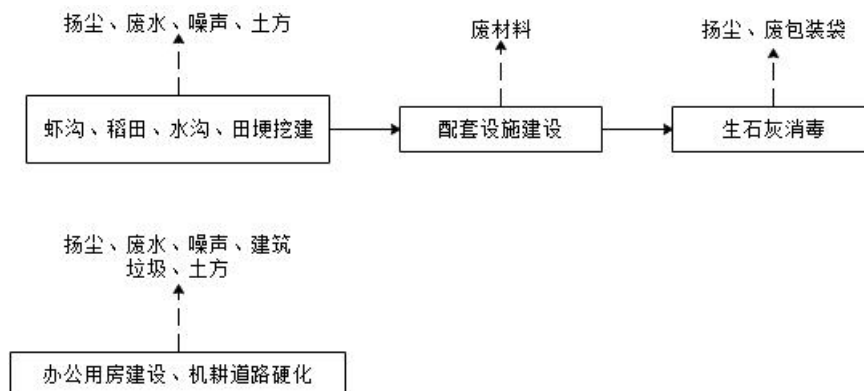 扬尘、废水、噪声、土方
废材料
扬尘、废包装袋
虾沟、稻田、水沟、田埂挖建
配套设施建设
生石灰消毒
扬尘、废水、噪声、建筑
垃圾、土方
办公用房建设、机耕道路硬化